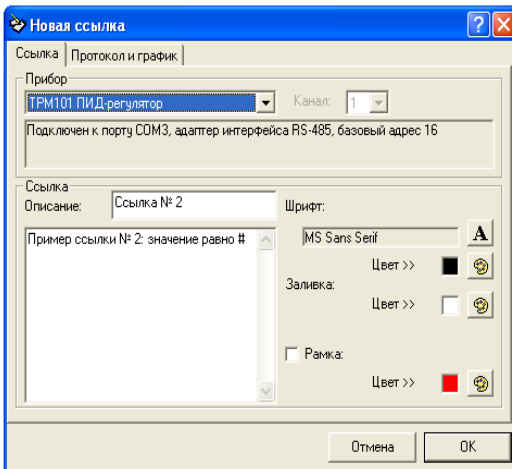 Новая ссылка
Ссылка Протокол и график
Прибор
ТРМ101 ПИД-регулятор Канал: 1
Подключен к порту COM3, адаптер интерфейса RS-485, базовый адрес 16
Ссылка
Описание: Ссылка № 2 Шрифт:
Пример ссылки № 2: значение равно # MS Sans Serif A
Цвет >>
Заливка:
Цвет >>
Рамка:
Цвет >>
Отмена OK